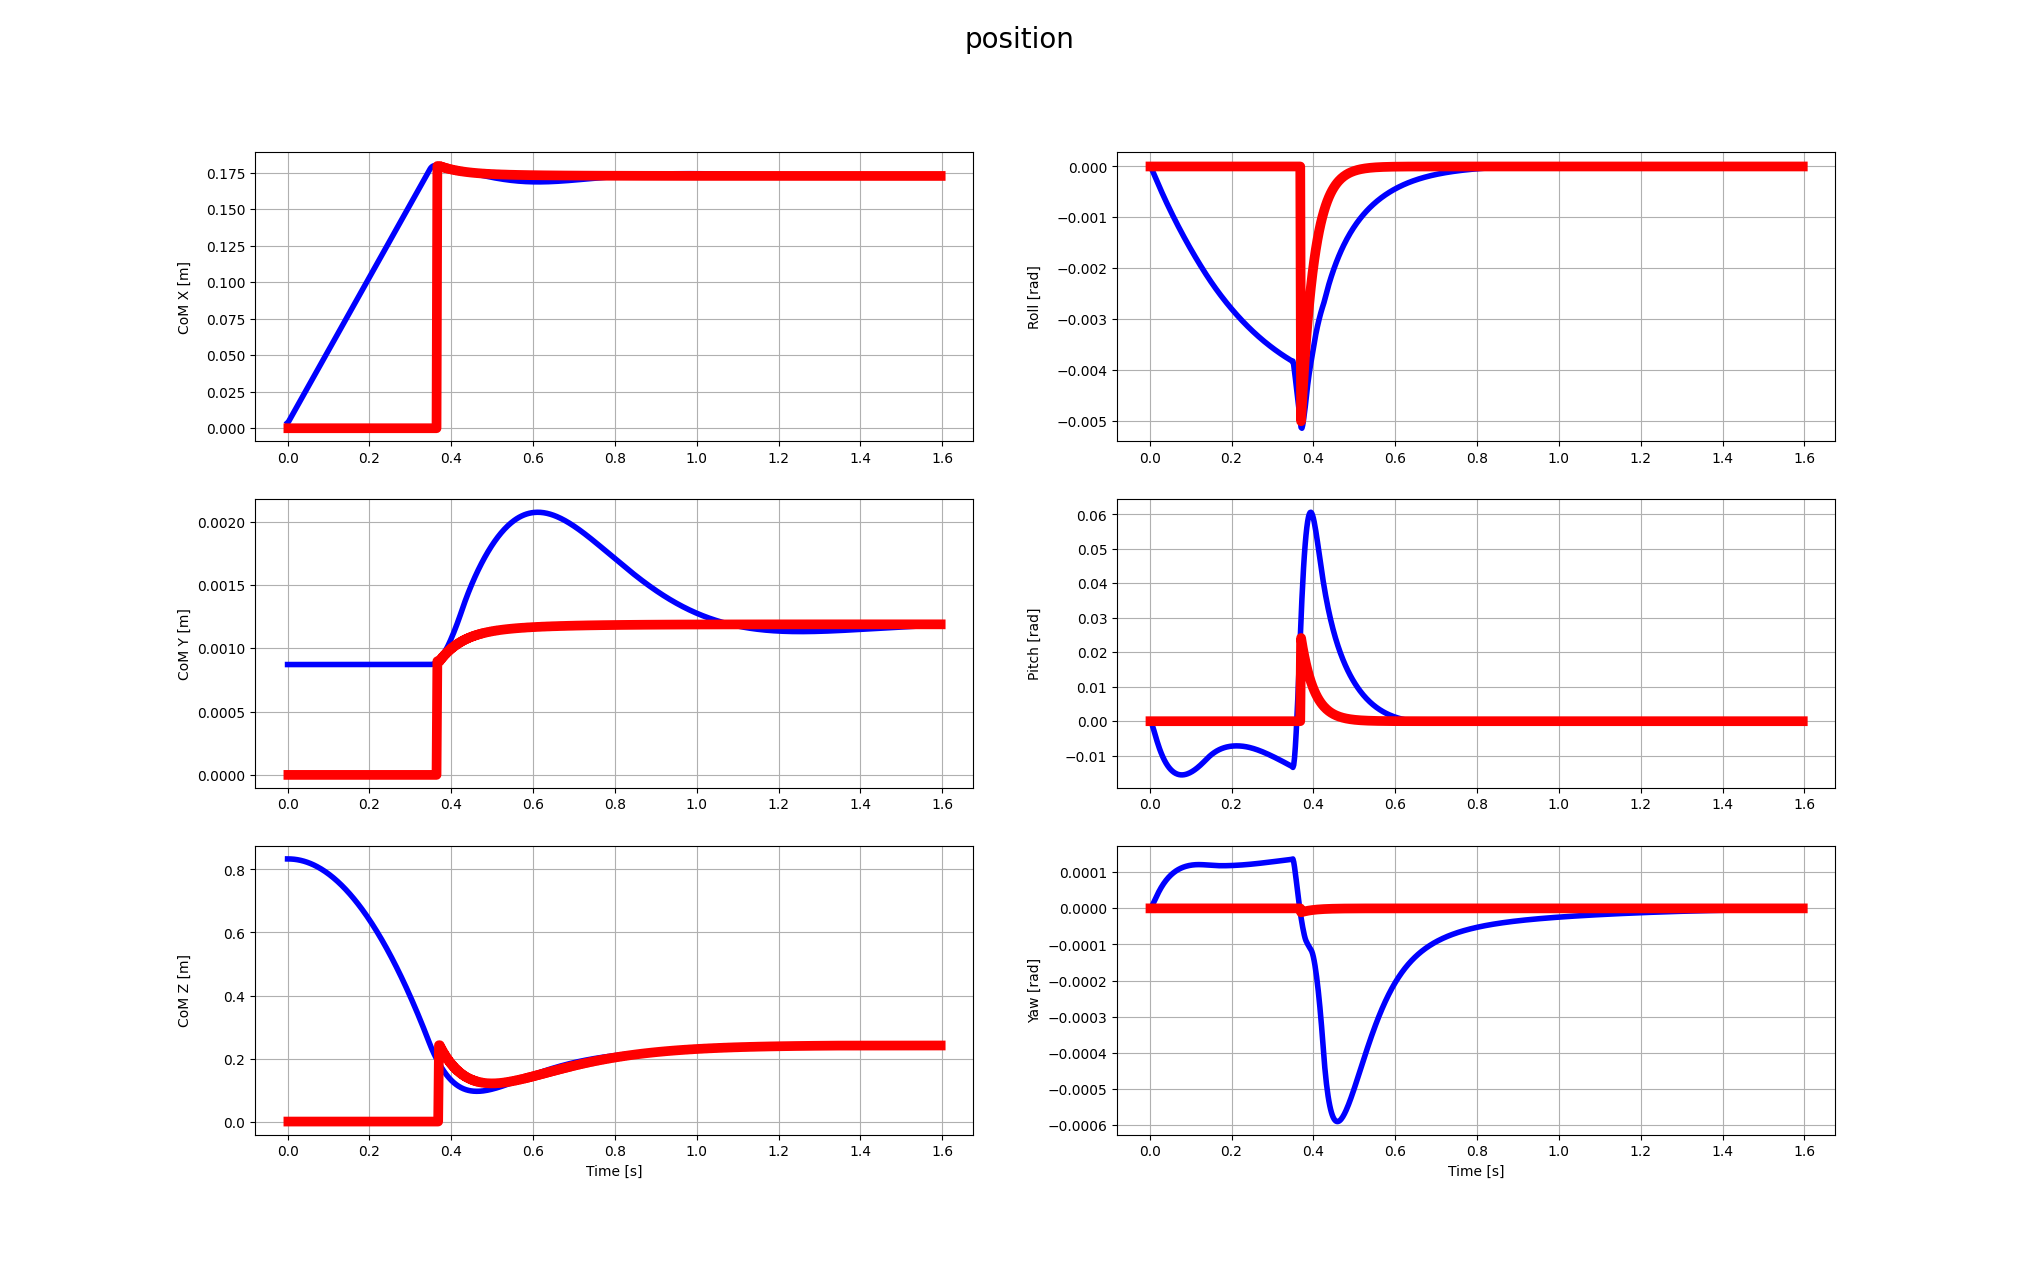 position
CoM X [m]
0.175
0.150
0.125
0.100
0.075
0.050
0.025
0.000
0.0 0.2 0.4 0.6 0.8 1.0 1.2 1.4 1.6
Roll [rad]
0.000
−0.001
−0.002
−0.003
−0.004
−0.005
0.0 0.2 0.4 0.6 0.8 1.0 1.2 1.4 1.6
CoM Y [m]
0.0020
0.0015
0.0010
0.0005
0.0000
0.0 0.2 0.4 0.6 0.8 1.0 1.2 1.4 1.6
Pitch [rad]
0.06
0.05
0.04
0.03
0.02
0.01
0.00
−0.01
0.0 0.2 0.4 0.6 0.8 1.0 1.2 1.4 1.6
CoM Z [m]
0.8
0.6
0.4
0.2
0.0
0.0 0.2 0.4 0.6 0.8 1.0 1.2 1.4 1.6
Time [s]
Yaw [rad]
0.0001
0.0000
−0.0001
−0.0002
−0.0003
−0.0004
−0.0005
−0.0006
0.0 0.2 0.4 0.6 0.8 1.0 1.2 1.4 1.6
Time [s]